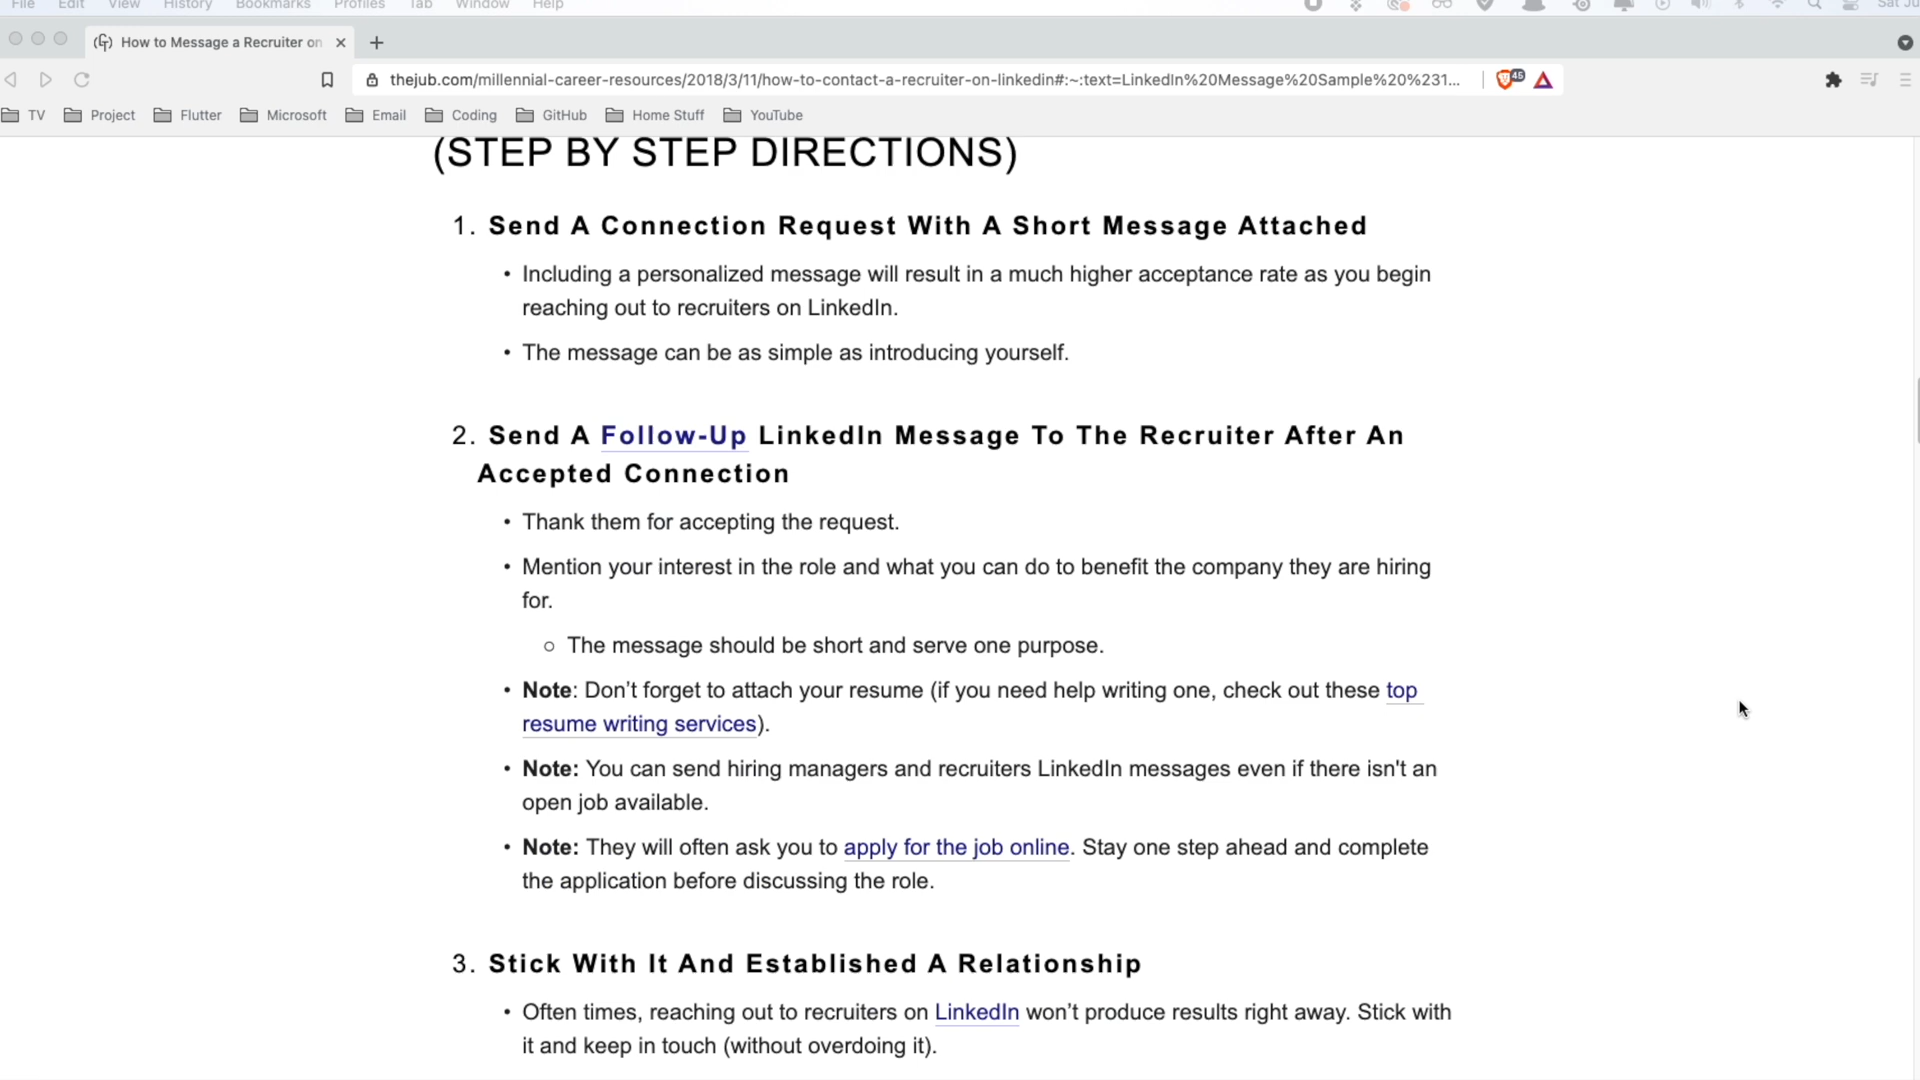 File Edit View History Bookmarks Profiles Tab Window Help
How to Message a Recruiter on
thejub.com/millennial-career-resources/2018/3/11/how-to-contact-a-recruiter-on-linkedin#:~:text=LinkedIn%20Message%20Sample%20%231... 45
TV Project Flutter Microsoft Email Coding GitHub Home Stuff YouTube
(STEP BY STEP DIRECTIONS)
1. Send A Connection Request With A Short Message Attached
• Including a personalized message will result in a much higher acceptance rate as you begin
reaching out to recruiters on LinkedIn.
• The message can be as simple as introducing yourself.
2. Send A Follow-Up LinkedIn Message To The Recruiter After An
Accepted Connection
• Thank them for accepting the request.
• Mention your interest in the role and what you can do to benefit the company they are hiring
for.
○ The message should be short and serve one purpose.
• Note: Don’t forget to attach your resume (if you need help writing one, check out these top
resume writing services).
• Note: You can send hiring managers and recruiters LinkedIn messages even if there isn't an
open job available.
• Note: They will often ask you to apply for the job online. Stay one step ahead and complete
the application before discussing the role.
3. Stick With It And Established A Relationship
• Often times, reaching out to recruiters on LinkedIn won’t produce results right away. Stick with
it and keep in touch (without overdoing it).